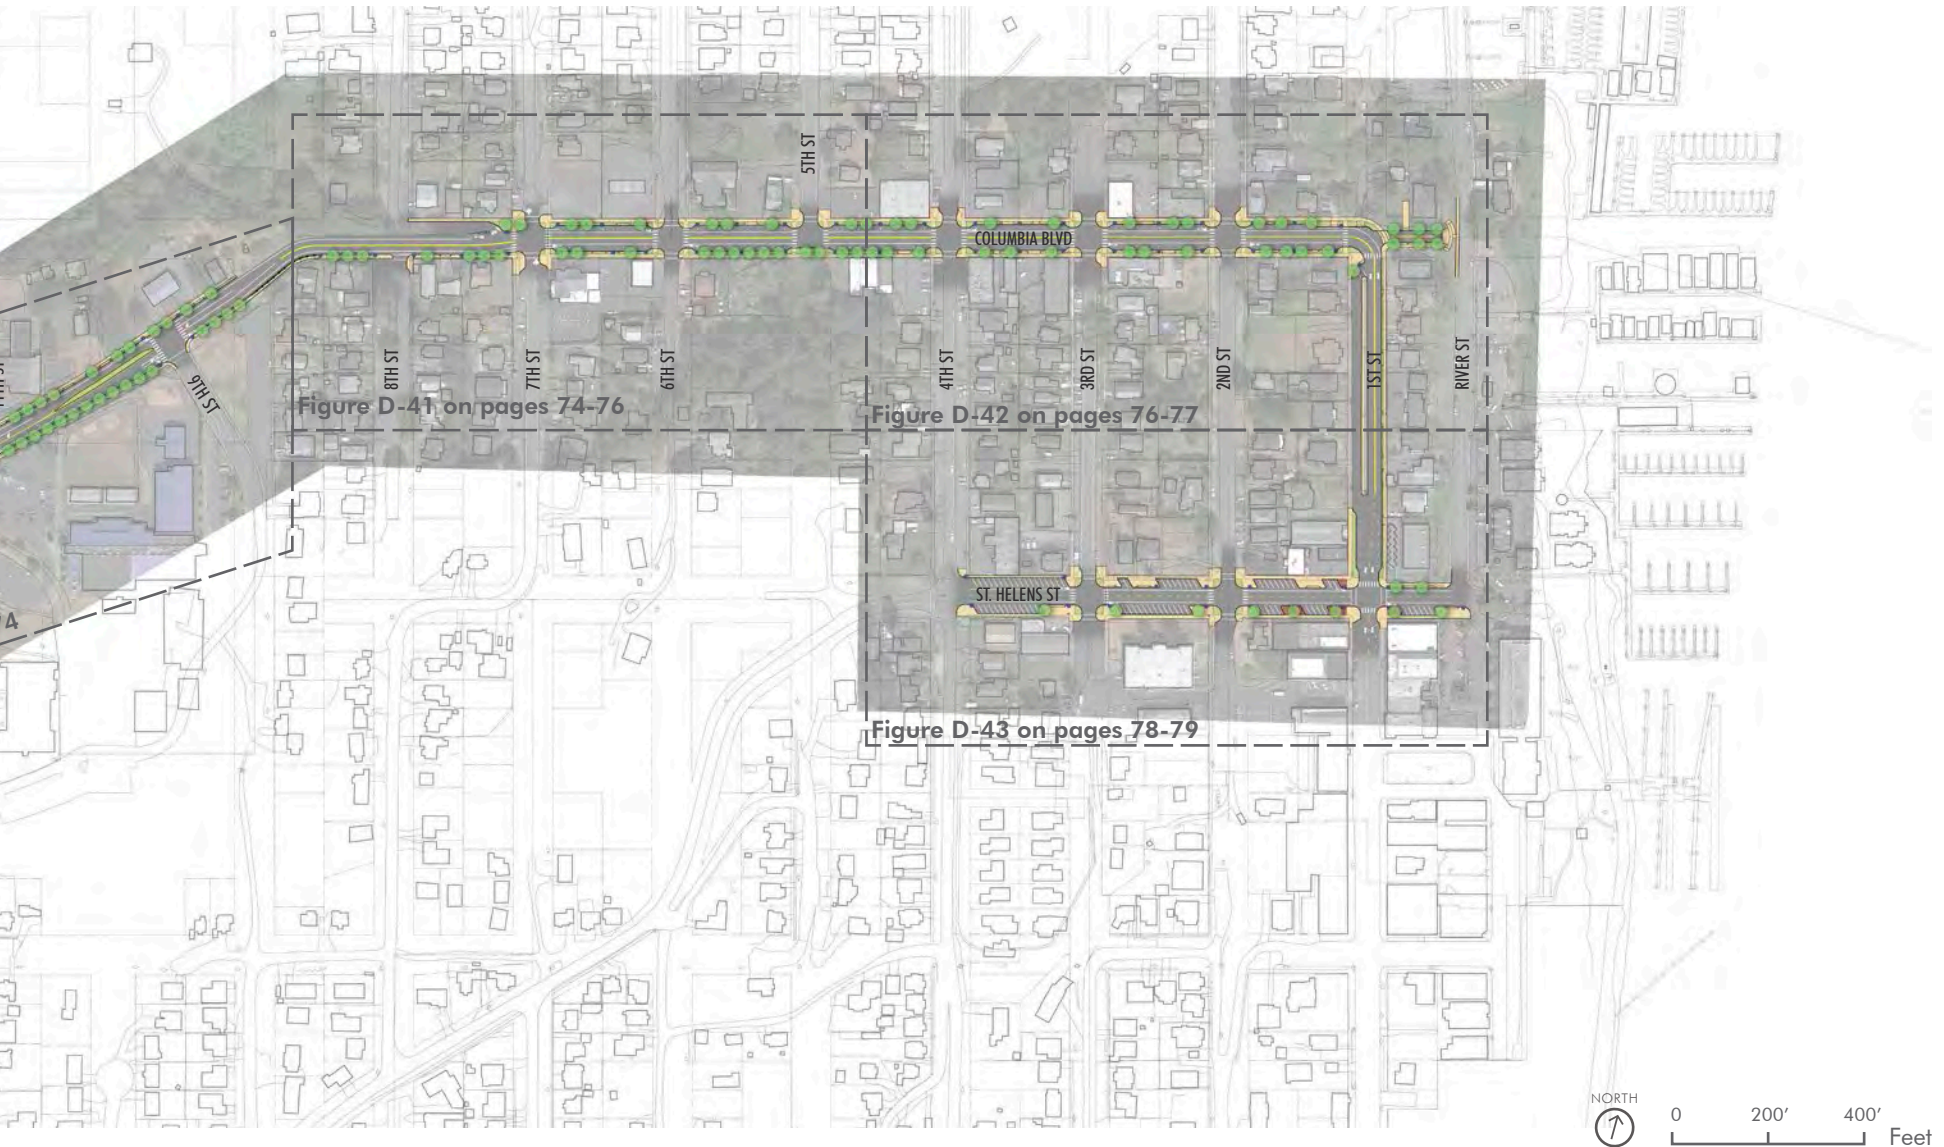 5TH ST
COLUMBIA BLVD
8TH ST
7TH ST
6TH ST
4TH ST
3RD ST
2ND ST
1ST ST
RIVER ST
9TH ST
Figure D-41 on pages 74-76
Figure D-42 on pages 76-77
ST. HELENS ST
Figure D-43 on pages 78-79
NORTH
0 200’ 400’
Feet